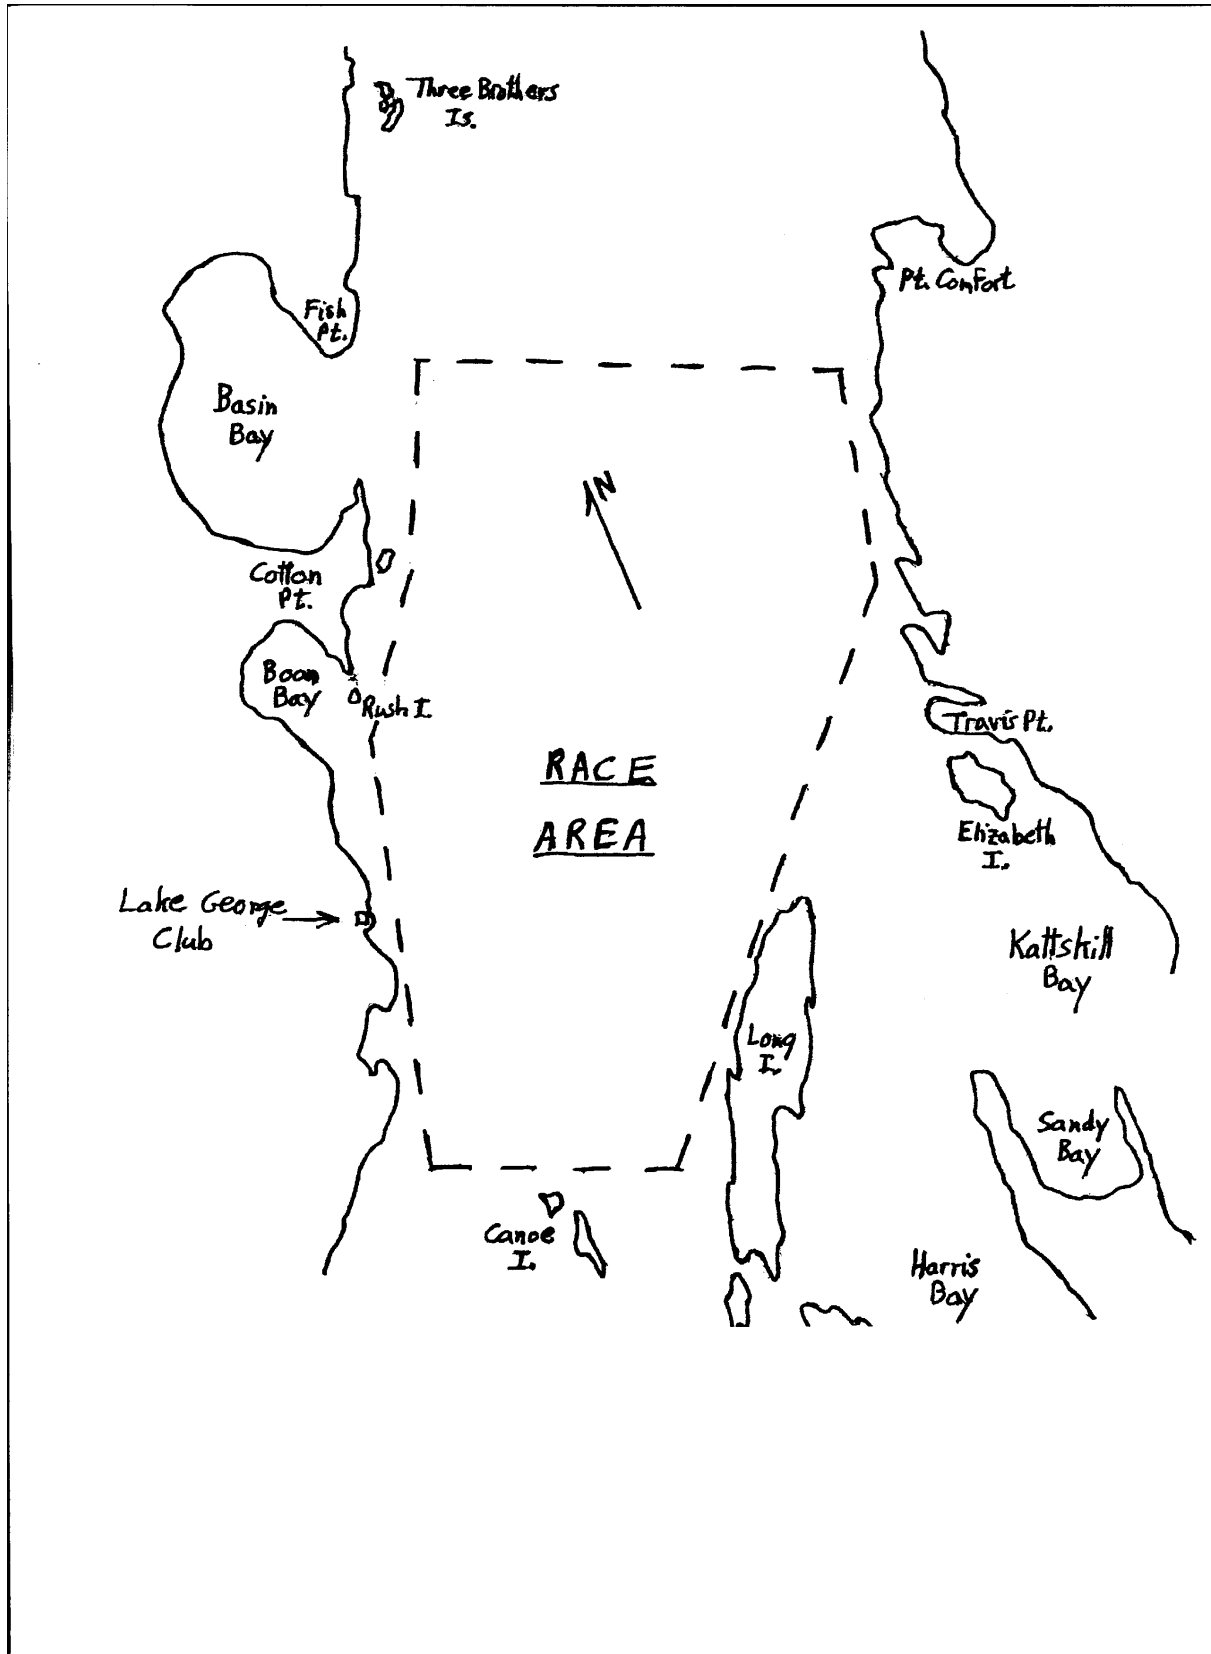 Three Brothers
Is.
Pt. Comfort
Fish
Pt.
Basin
Bay
N
Cotton
Pt.
Boon
Bay
Rush I.
Travis Pt.
RACE
AREA
Elizabeth
I.
Lake George
Club
Kattskill
Bay
Long
I.
Sandy
Bay
Canoe
I.
Harris
Bay